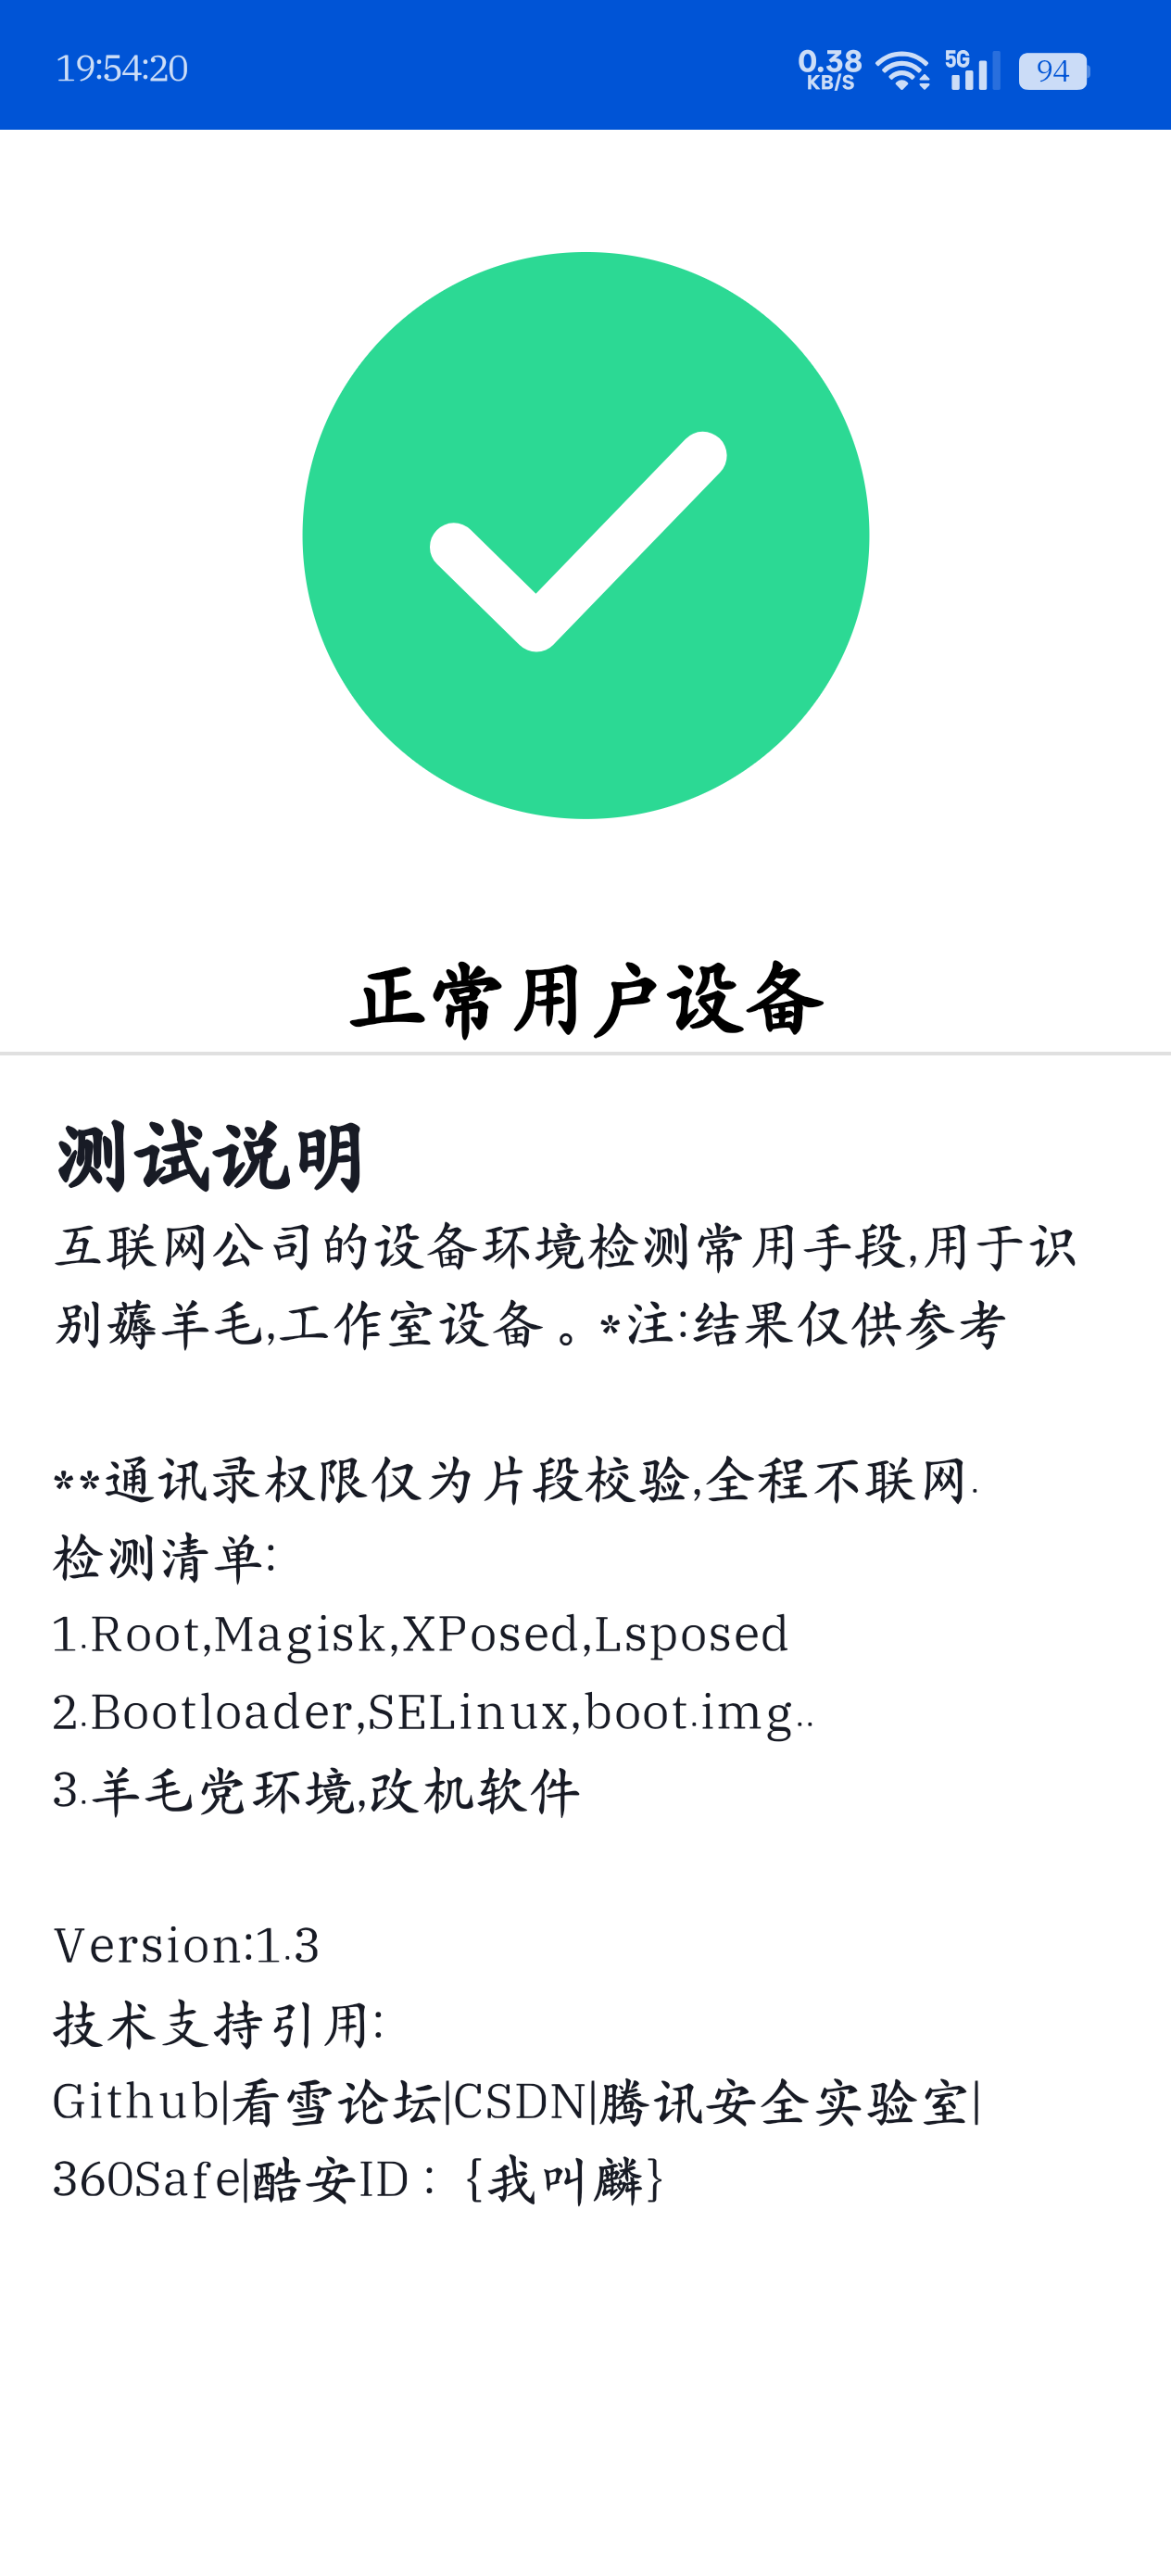 19:54:20
0.38
KB/S
5G
94
正常用户设备
测试说明
互联网公司的设备环境检测常用手段,用于识
别薅羊毛,工作室设备。*注:结果仅供参考
**通讯录权限仅为片段校验,全程不联网.
检测清单:
1.Root,Magisk,XPosed,Lsposed
2.Bootloader,SELinux,boot.img..
3.羊毛党环境,改机软件
Version:1.3
技术支持引用:
Github|看雪论坛|CSDN|腾讯安全实验室|
360Safe|酷安ID：{我叫麟}